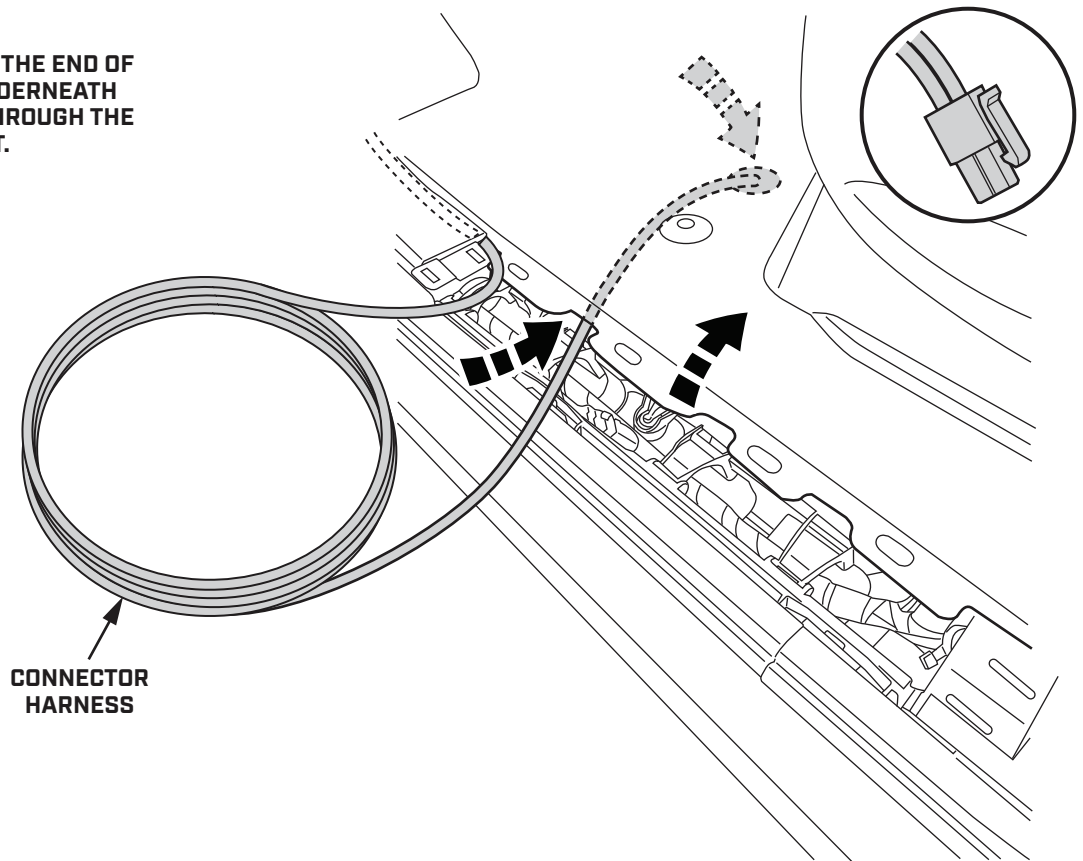 THE END OF
DERNEATH
HROUGH THE
T.
CONNECTOR
HARNESS